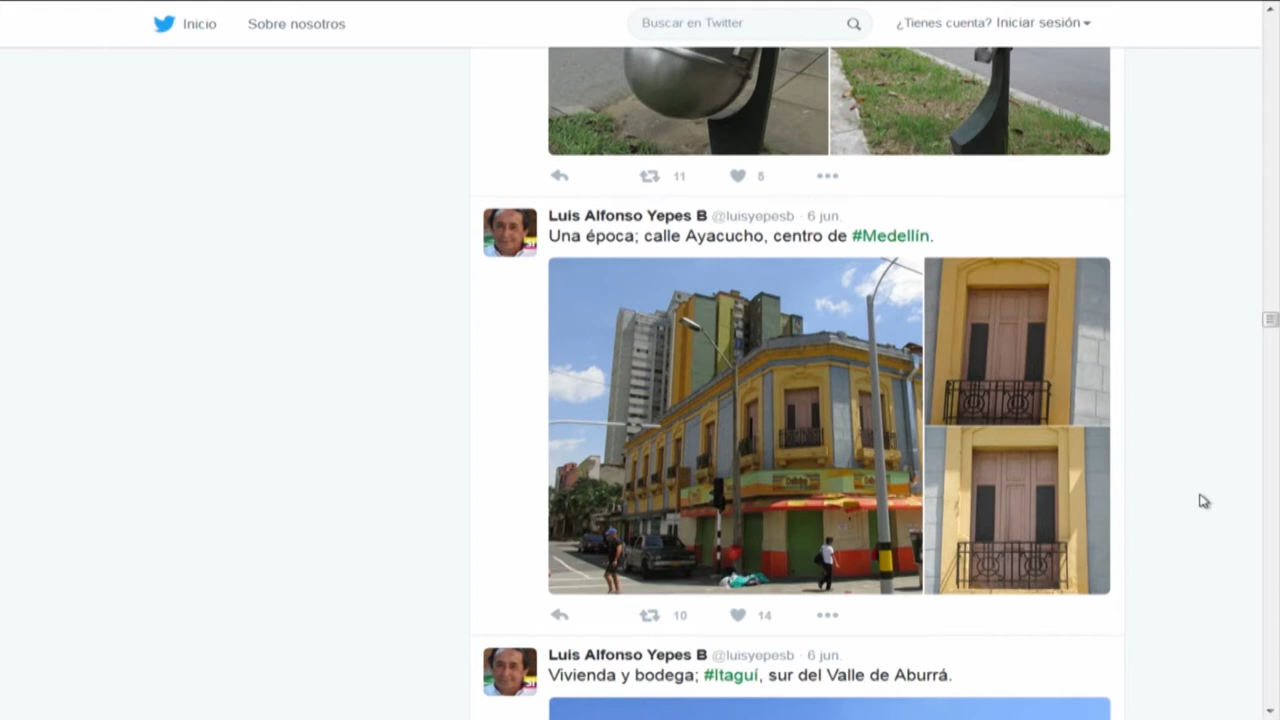 Inicio
Sobre nosotros
Buscar en Twitter
¿Tienes cuenta? Iniciar sesión
11
5
Luis Alfonso Yepes B @luisyepesb · 6 jun.
Una época; calle Ayacucho, centro de #Medellín.
10
14
Luis Alfonso Yepes B @luisyepesb · 6 jun.
Vivienda y bodega; #Itaguí, sur del Valle de Aburrá.